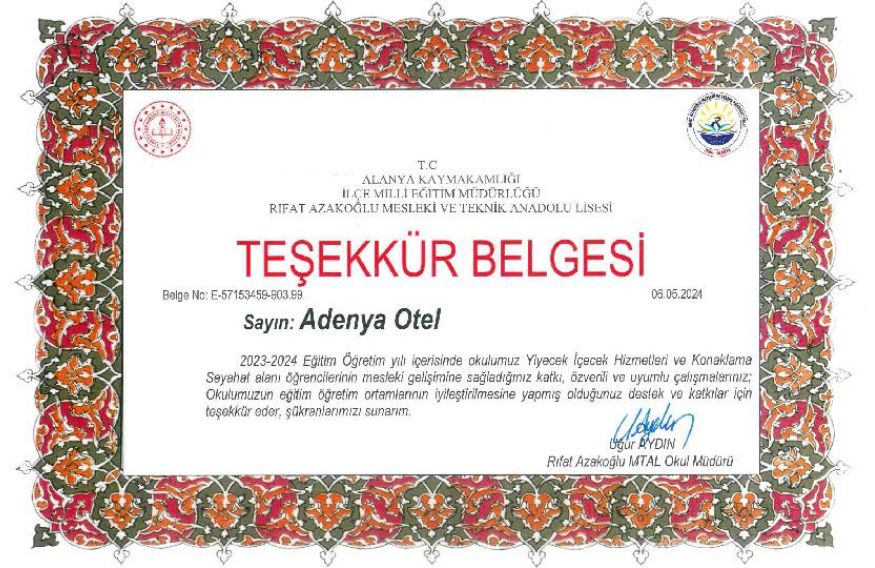 T.C
ALANYA KAYMAKAMLIĞI
İLÇE MİLLİ EĞİTİM MÜDÜRLÜĞÜ
RIFAT AZAKOĞLU MESLEKİ VE TEKNİK ANADOLU LİSESİ
TEŞEKKÜR BELGESİ
Belge No: E-57153459-903.99. 06.05.2024
Sayın: Adenya Otel
2023-2024 Eğitim Öğretim yılı içerisinde okulumuz Yiyecek İçecek Hizmetleri ve Konaklama
Seyahat alanı öğrencilerinin mesleki gelişimine sağladığınız katkı, özverili ve uyumlu çalışmalarınız;
Okulumuzun eğitim öğretim ortamlarının iyileştirilmesine yapmış olduğunuz destek ve katkılar için
teşekkür eder, şükranlarımızı sunarım.
Uğur AYDIN
Rıfat Azakoğlu MTAL Okul Müdürü